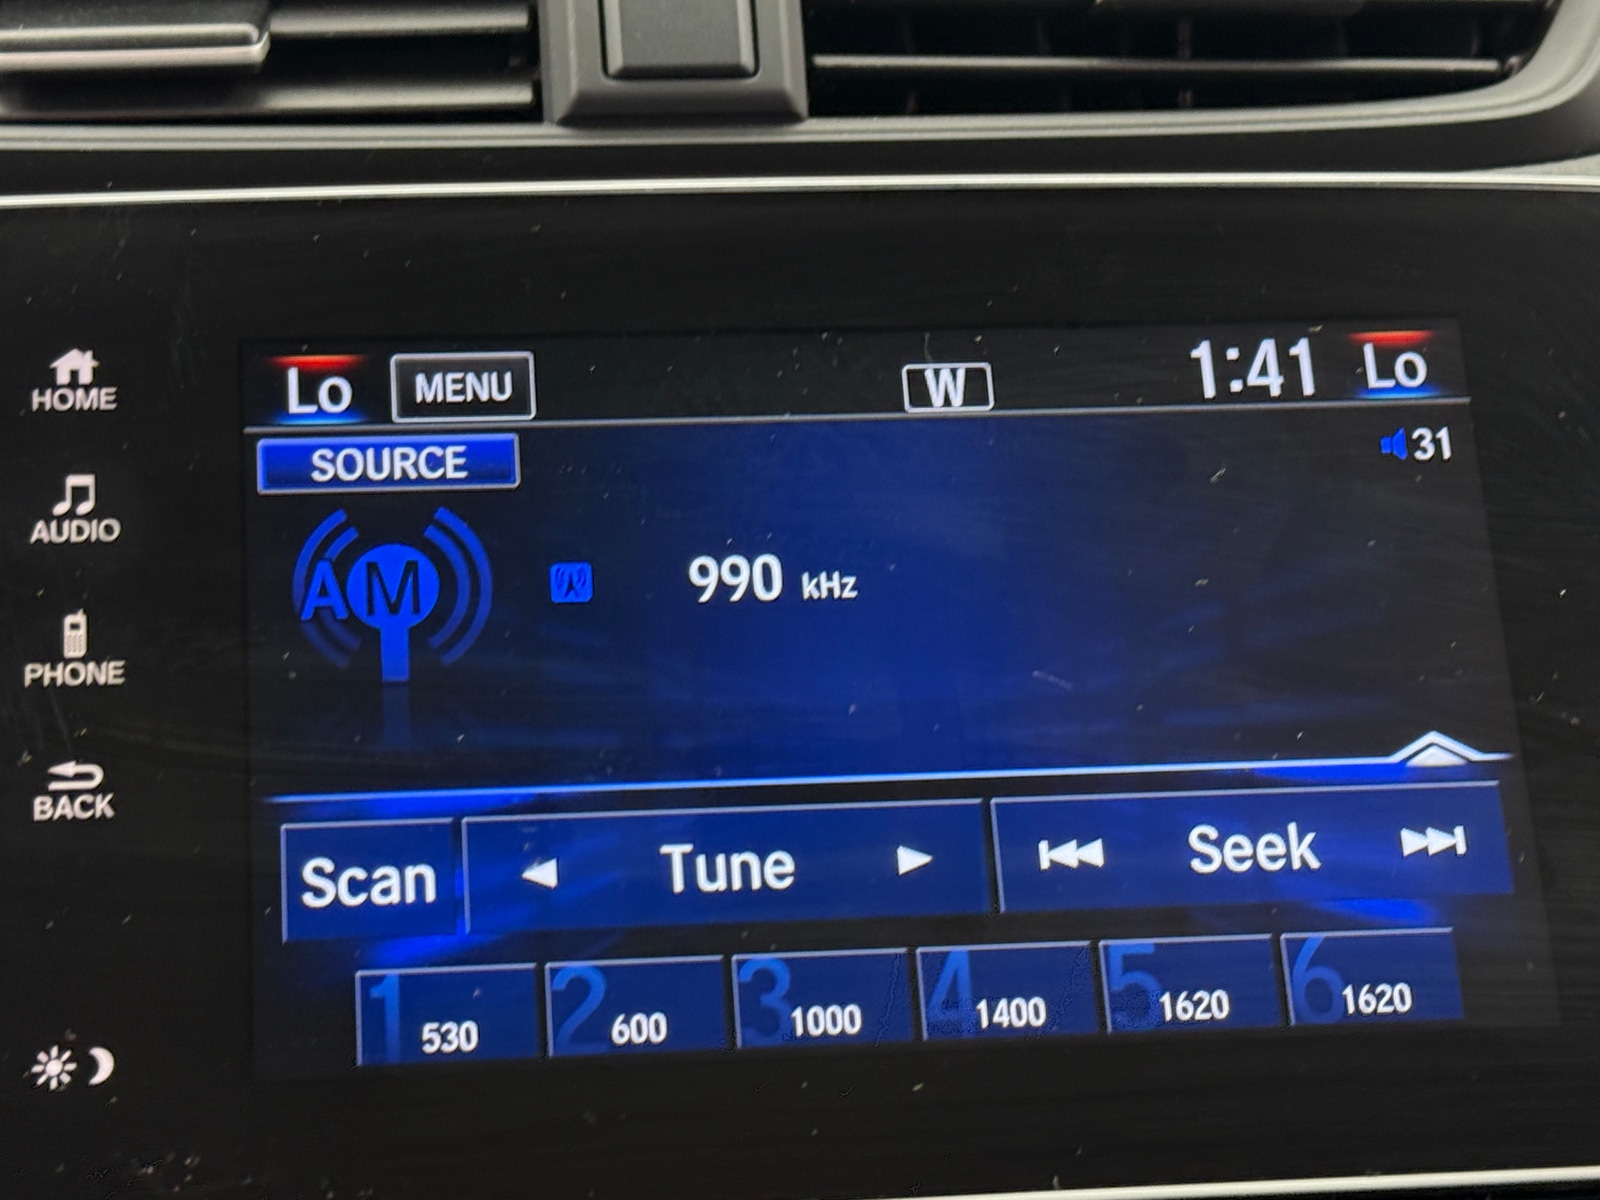 Lo MENU W 1:41 Lo
HOME
SOURCE 31
AUDIO
AM 990 kHz
PHONE
BACK
Scan Tune Seek
1 530 2 600 3 1000 4 1400 5 1620 6 1620